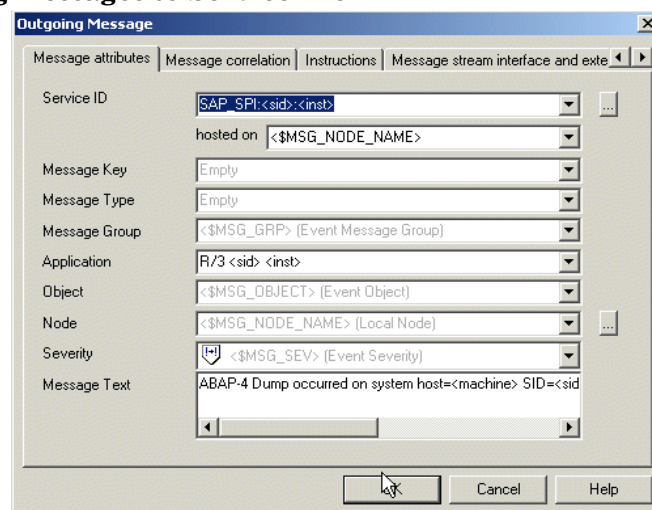 Outgoing Message
Message attributes Message correlation Instructions Message stream interface and exte
Service ID SAP_SPI:<sid>:<inst> ...
hosted on <$MSG_NODE_NAME>
Message Key Empty
Message Type Empty
Message Group <$MSG_GRP> (Event Message Group)
Application R/3 <sid> <inst>
Object <$MSG_OBJECT> (Event Object)
Node <$MSG_NODE_NAME> (Local Node) ...
Severity <$MSG_SEV> (Event Severity)
Message Text ABAP-4 Dump occurred on system host=<machine> SID=<sid
Cancel Help